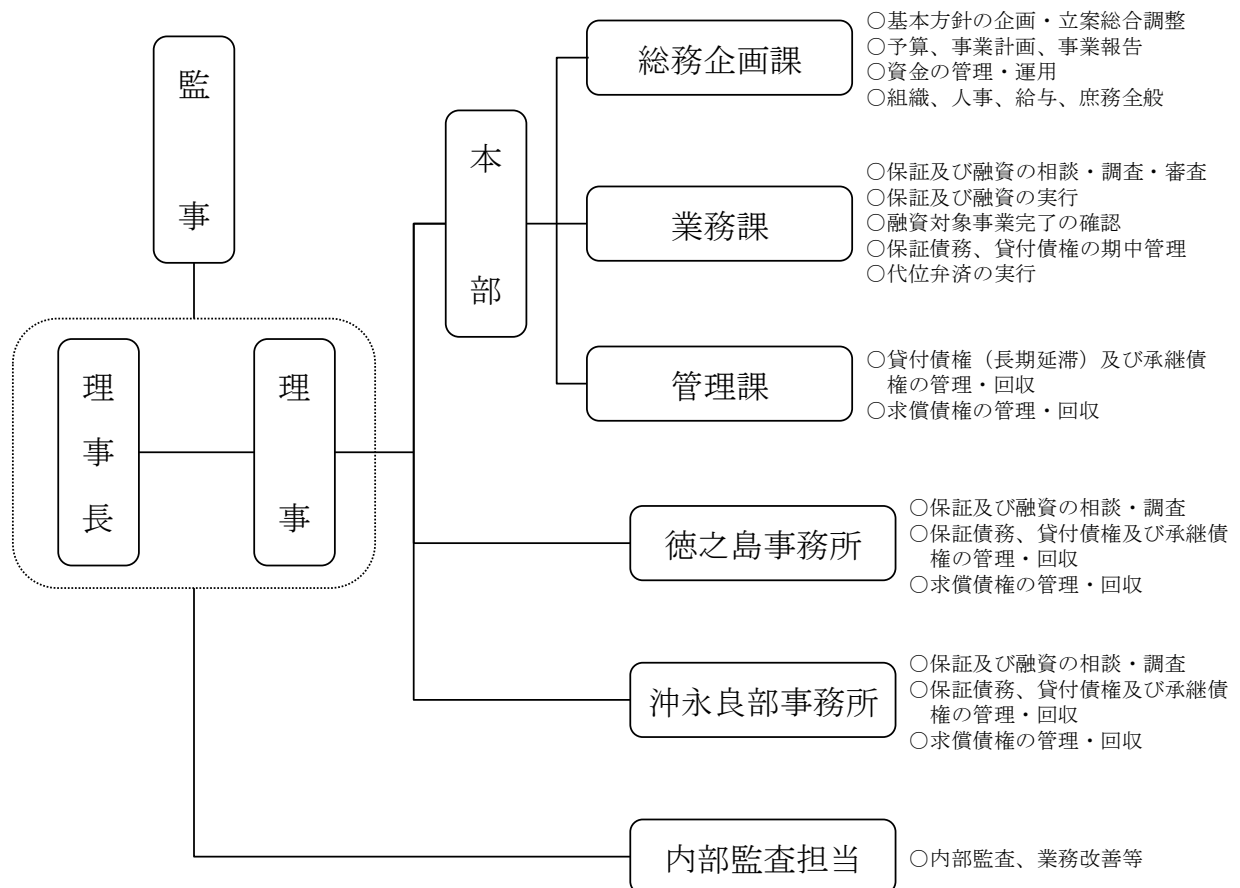 監事
理事長
理事
本部
総務企画課
○基本方針の企画・立案総合調整
○予算、事業計画、事業報告
○資金の管理・運用
○組織、人事、給与、庶務全般
業務課
○保証及び融資の相談・調査・審査
○保証及び融資の実行
○融資対象事業完了の確認
○保証債務、貸付債権の期中管理
○代位弁済の実行
管理課
○貸付債権（長期延滞）及び承継債
権の管理・回収
○求償債権の管理・回収
徳之島事務所
○保証及び融資の相談・調査
○保証債務、貸付債権及び承継債
権の管理・回収
○求償債権の管理・回収
沖永良部事務所
○保証及び融資の相談・調査
○保証債務、貸付債権及び承継債
権の管理・回収
○求償債権の管理・回収
内部監査担当
○内部監査、業務改善等